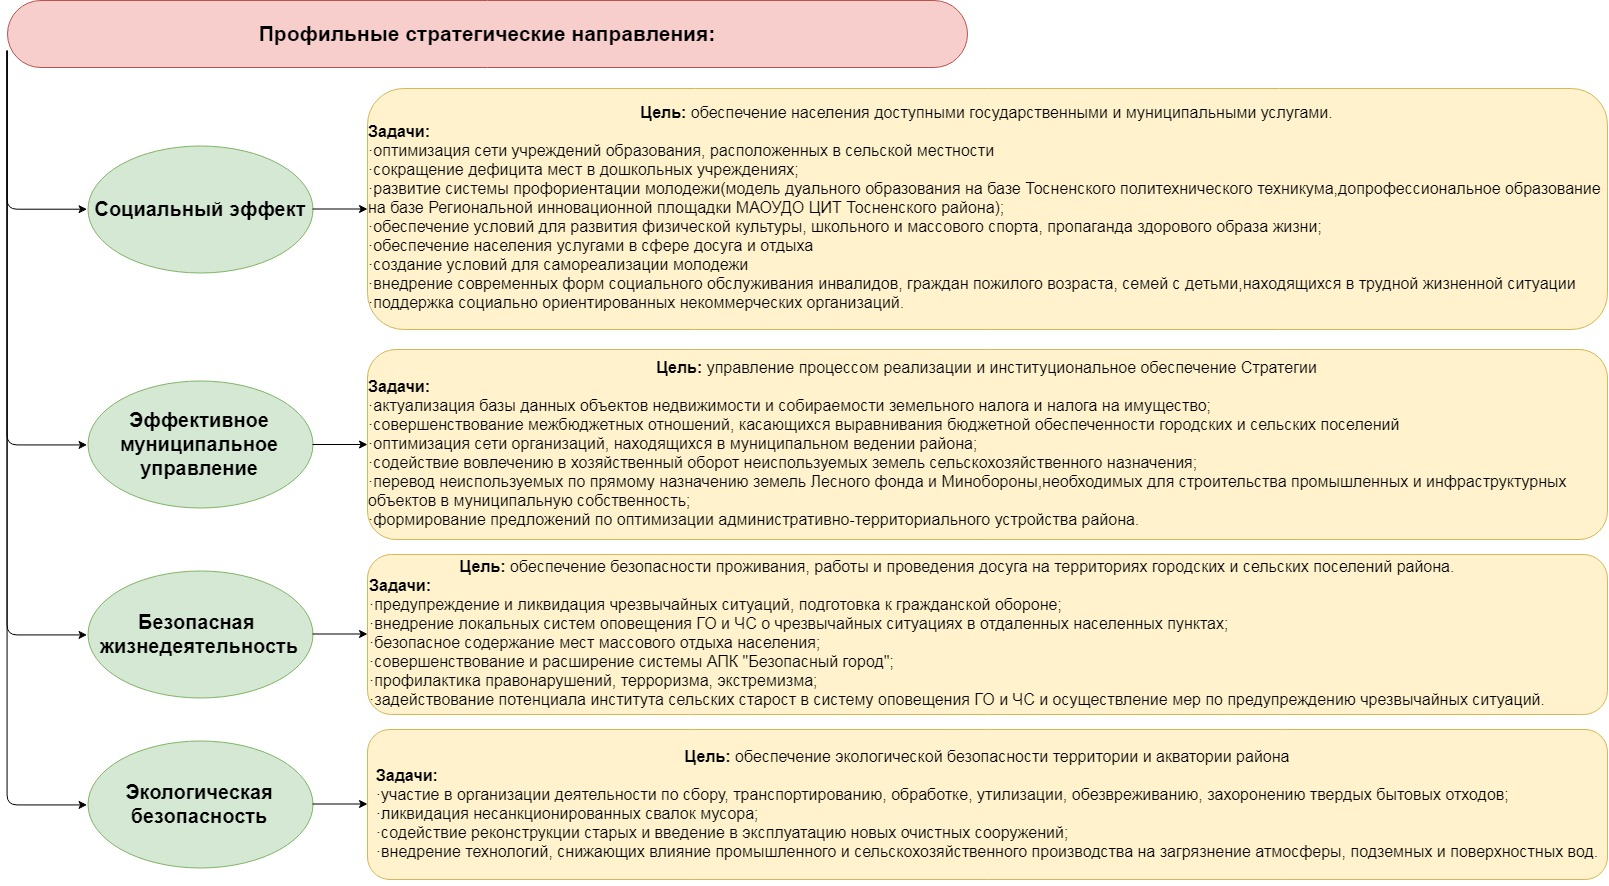 Профильные стратегические направления:
Социальный эффект
Цель: обеспечение населения доступными государственными и муниципальными услугами.
Задачи:
·оптимизация сети учреждений образования, расположенных в сельской местности
·сокращение дефицита мест в дошкольных учреждениях;
·развитие системы профориентации молодежи(модель дуального образования на базе Тосненского политехнического техникума,допрофессиональное образование
на базе Региональной инновационной площадки МАОУДО ЦИТ Тосненского района);
·обеспечение условий для развития физической культуры, школьного и массового спорта, пропаганда здорового образа жизни;
·обеспечение населения услугами в сфере досуга и отдыха
·создание условий для самореализации молодежи
·внедрение современных форм социального обслуживания инвалидов, граждан пожилого возраста, семей с детьми,находящихся в трудной жизненной ситуации
·поддержка социально ориентированных некоммерческих организаций.
Эффективное
муниципальное
управление
Цель: управление процессом реализации и институциональное обеспечение Стратегии
Задачи:
·актуализация базы данных объектов недвижимости и собираемости земельного налога и налога на имущество;
·совершенствование межбюджетных отношений, касающихся выравнивания бюджетной обеспеченности городских и сельских поселений
·оптимизация сети организаций, находящихся в муниципальном ведении района;
·содействие вовлечению в хозяйственный оборот неиспользуемых земель сельскохозяйственного назначения;
·перевод неиспользуемых по прямому назначению земель Лесного фонда и Минобороны,необходимых для строительства промышленных и инфраструктурных
объектов в муниципальную собственность;
·формирование предложений по оптимизации административно-территориального устройства района.
Безопасная
жизнедеятельность
Цель: обеспечение безопасности проживания, работы и проведения досуга на территориях городских и сельских поселений района.
Задачи:
·предупреждение и ликвидация чрезвычайных ситуаций, подготовка к гражданской обороне;
·внедрение локальных систем оповещения ГО и ЧС о чрезвычайных ситуациях в отдаленных населенных пунктах;
·безопасное содержание мест массового отдыха населения;
·совершенствование и расширение системы АПК "Безопасный город";
·профилактика правонарушений, терроризма, экстремизма;
·задействование потенциала института сельских старост в систему оповещения ГО и ЧС и осуществление мер по предупреждению чрезвычайных ситуаций.
Экологическая
безопасность
Цель: обеспечение экологической безопасности территории и акватории района
Задачи:
·участие в организации деятельности по сбору, транспортированию, обработке, утилизации, обезвреживанию, захоронению твердых бытовых отходов;
·ликвидация несанкционированных свалок мусора;
·содействие реконструкции старых и введение в эксплуатацию новых очистных сооружений;
·внедрение технологий, снижающих влияние промышленного и сельскохозяйственного производства на загрязнение атмосферы, подземных и поверхностных вод.